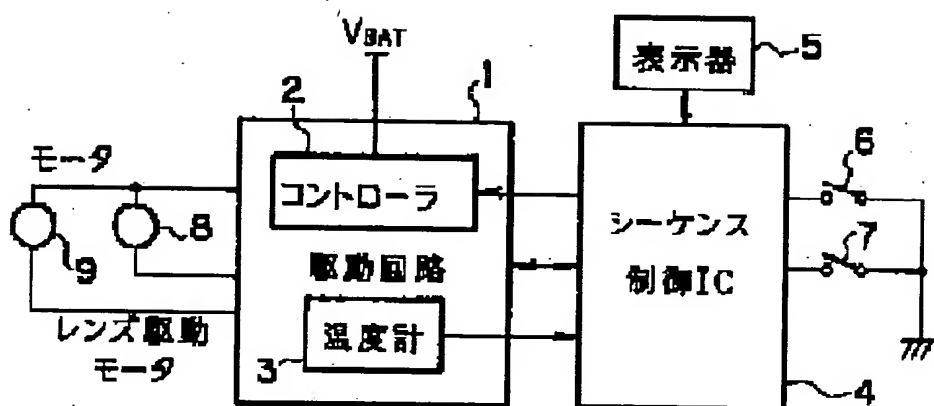 VBAT
表示器
5
1
2
モータ
コントローラ
6
シーケンス
8
7
9
駆動回路
制御IC
レンズ駆動
モータ
温度計
3
4